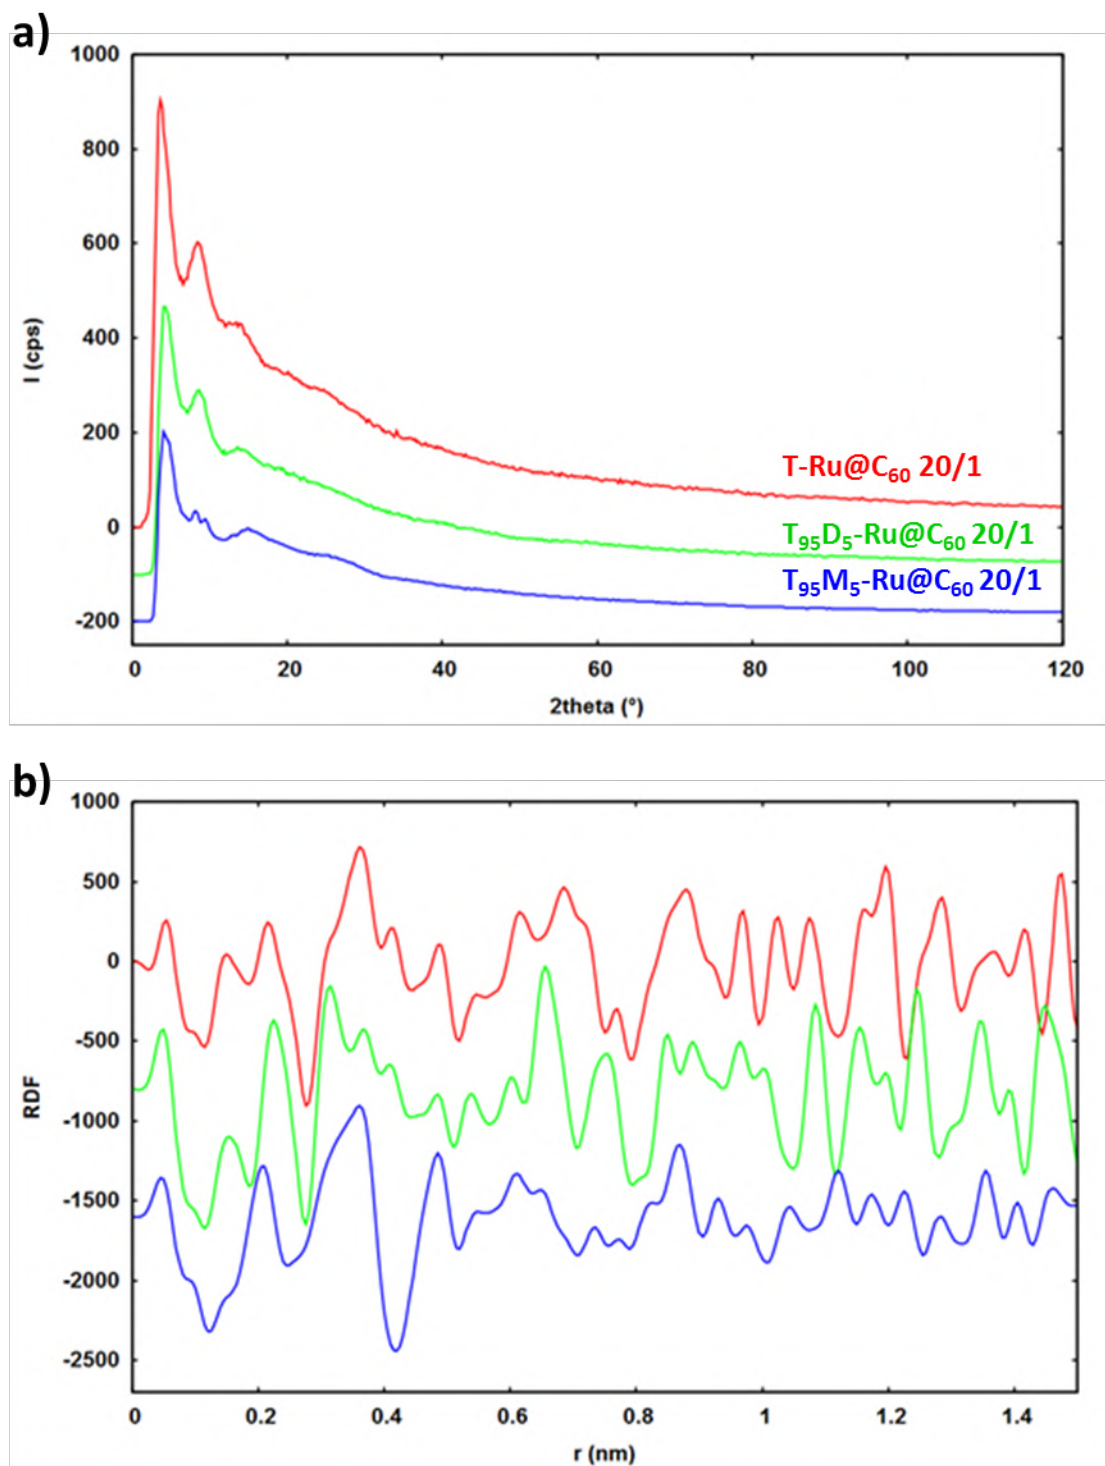 a)
1000
800
600
400
200
0
-200
I (cps)
T-Ru@C₆₀ 20/1
T₉₅D₅-Ru@C₆₀ 20/1
T₉₅M₅-Ru@C₆₀ 20/1
0 20 40 60 80 100 120
2theta (°)
b)
1000
500
0
-500
-1000
-1500
-2000
-2500
RDF
0 0.2 0.4 0.6 0.8 1 1.2 1.4
r (nm)